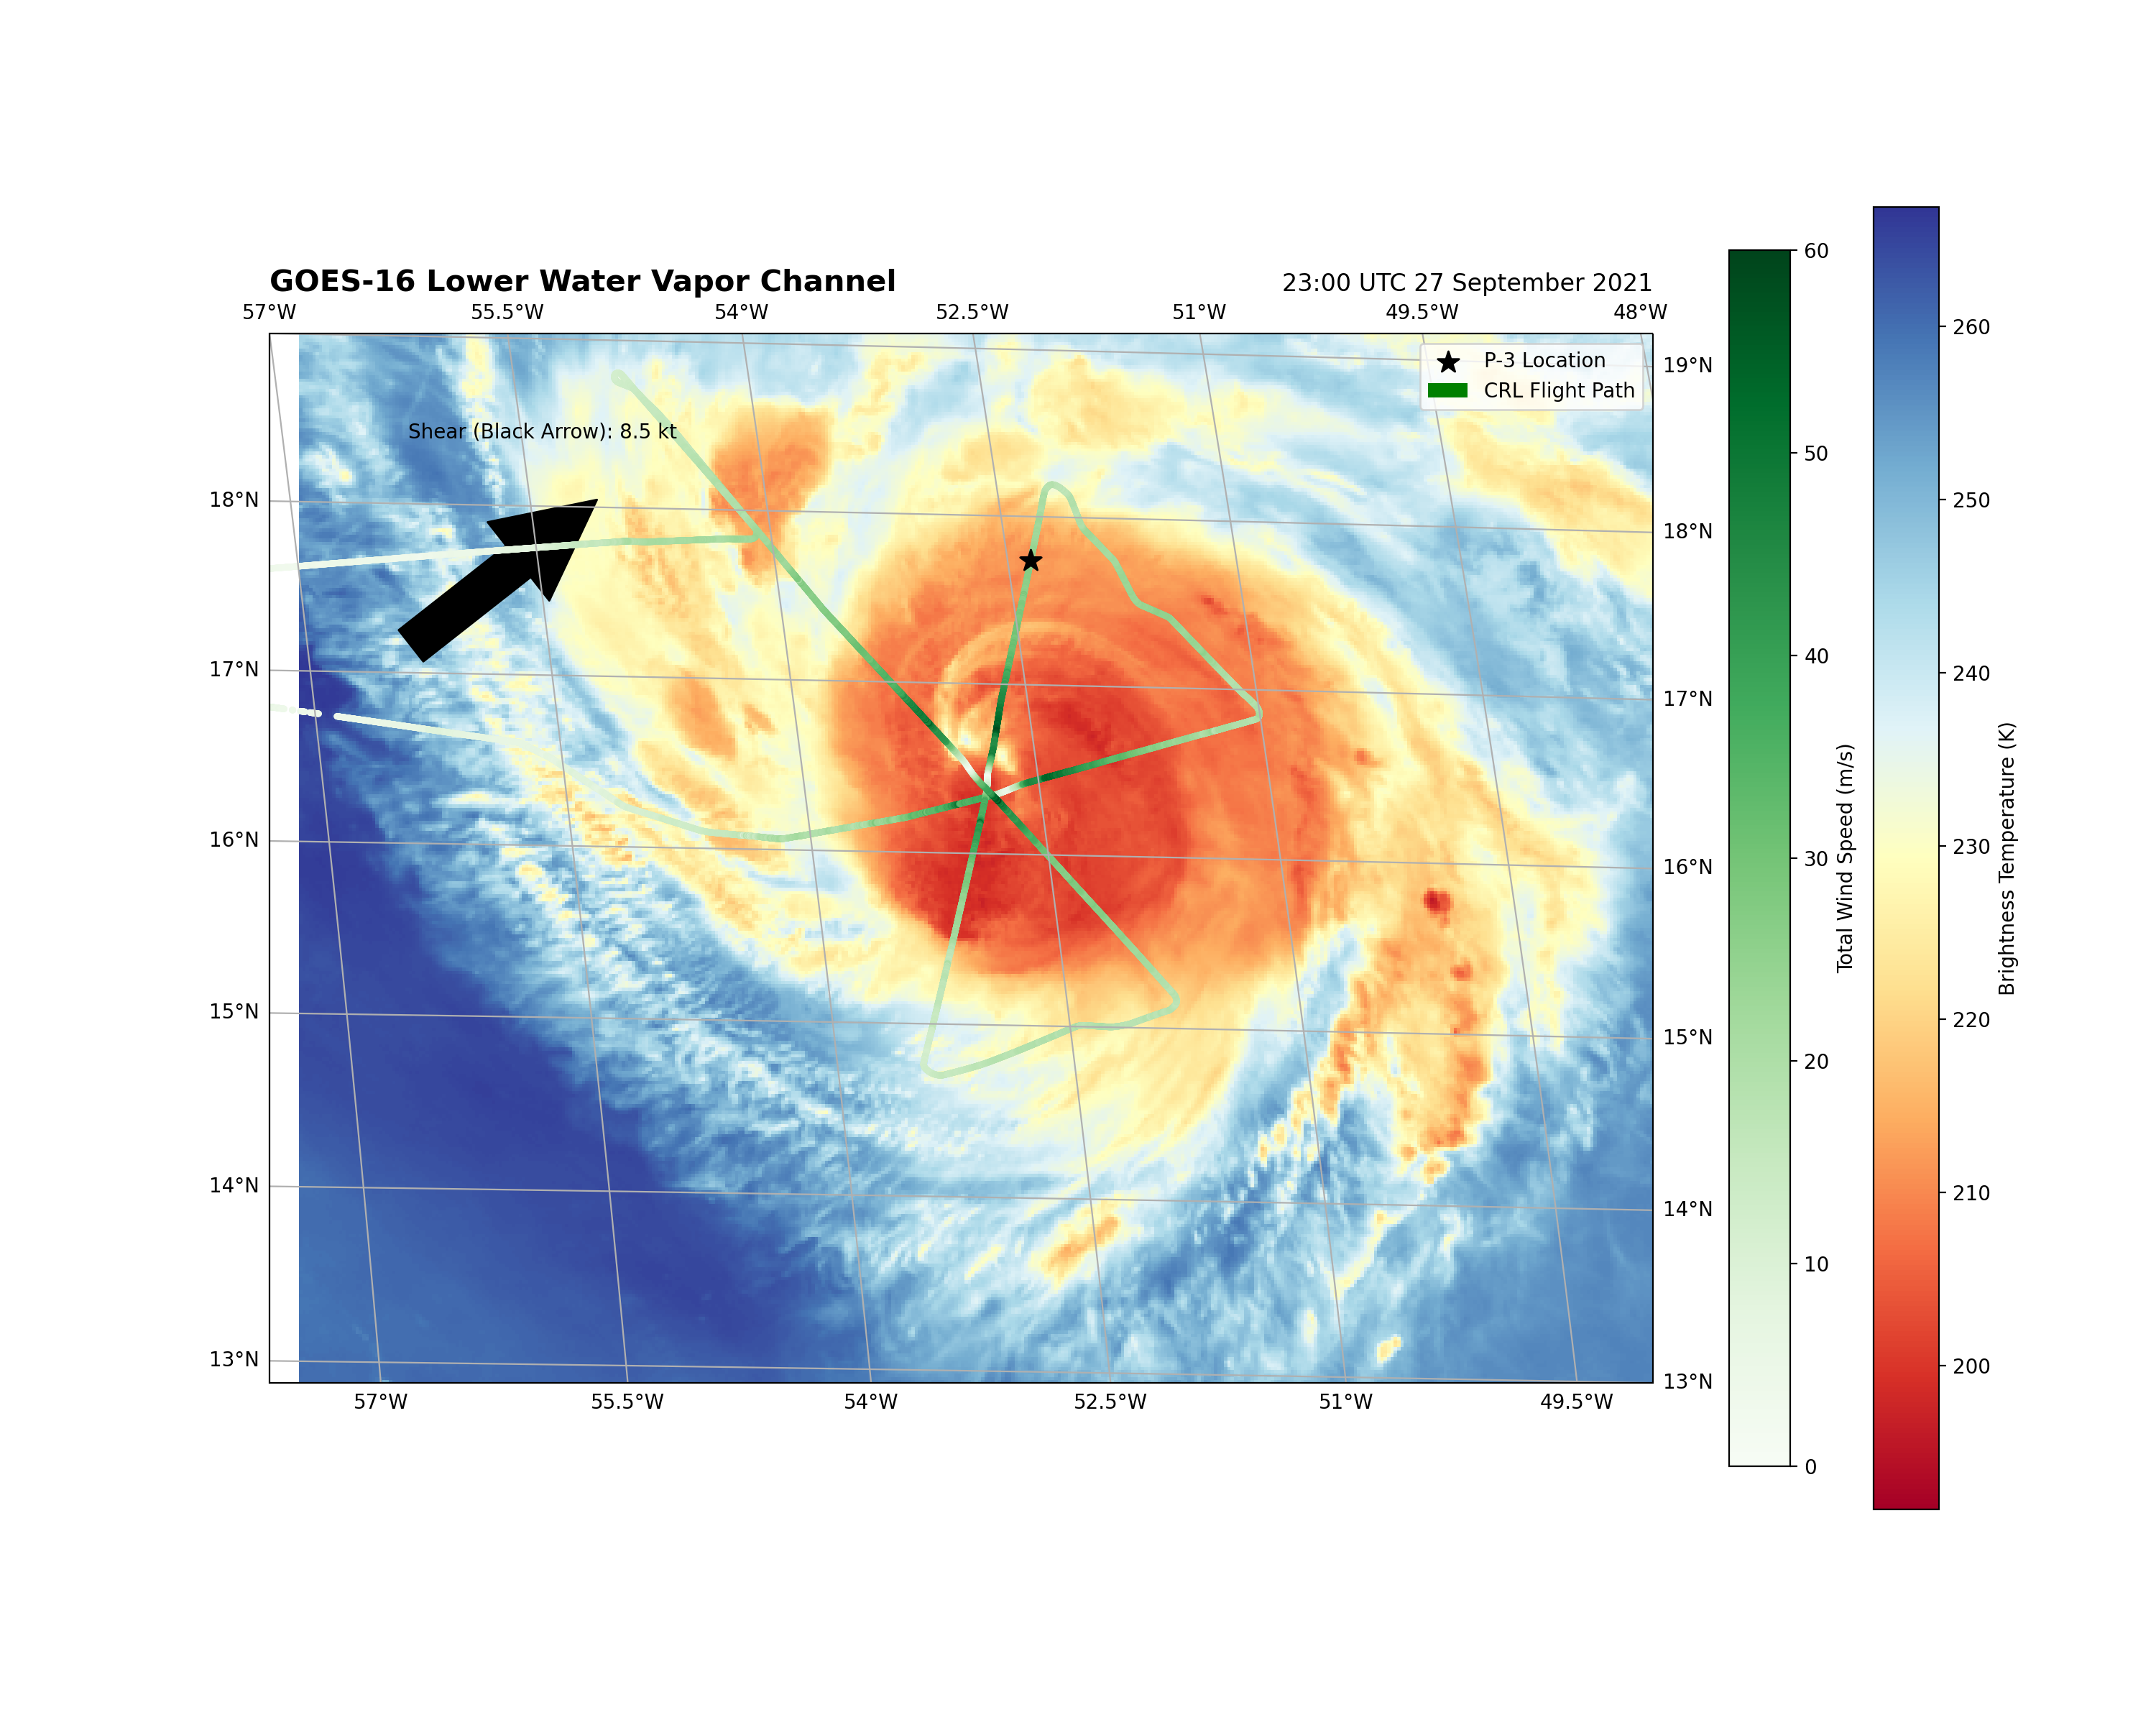 GOES-16 Lower Water Vapor Channel
23:00 UTC 27 September 2021
57°W 55.5°W 54°W 52.5°W 51°W 49.5°W 48°W
P-3 Location
CRL Flight Path
Shear (Black Arrow): 8.5 kt
18°N
17°N
16°N
15°N
14°N
13°N
19°N
18°N
17°N
16°N
15°N
14°N
13°N
57°W 55.5°W 54°W 52.5°W 51°W 49.5°W
60
50
40
30
20
10
0
Total Wind Speed (m/s)
260
250
240
230
220
210
200
Brightness Temperature (K)